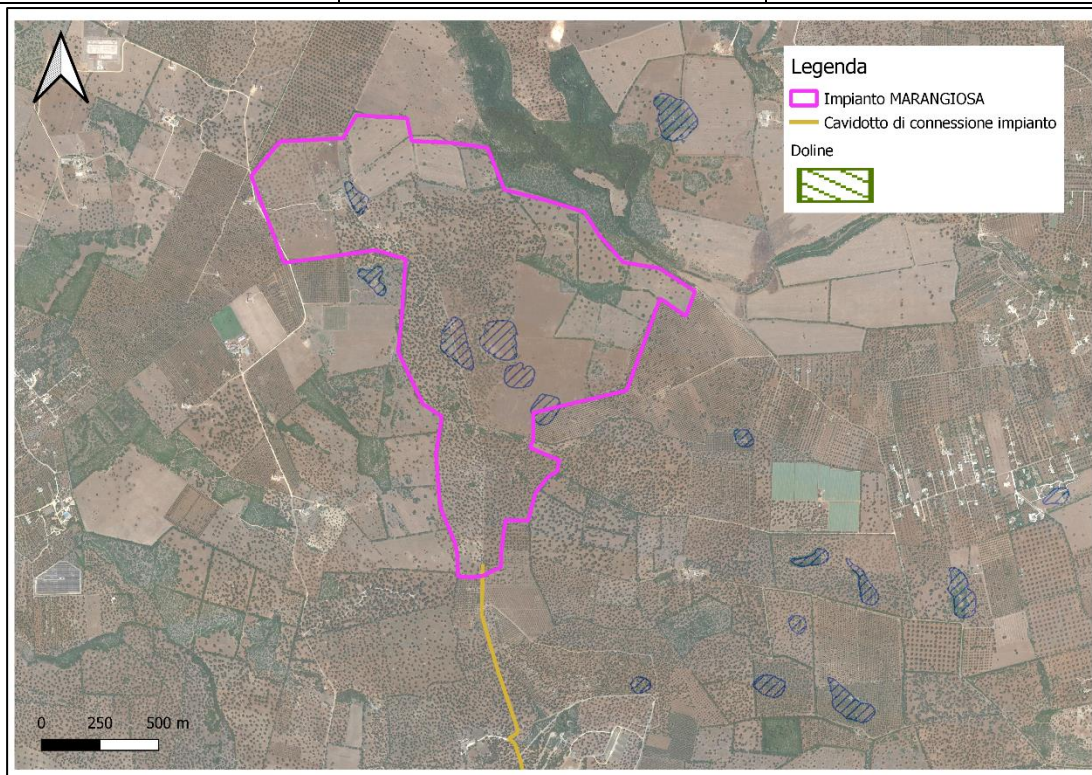 Legenda
Impianto MARANGIOSA
Cavidotto di connessione impianto
Doline
0 250 500 m